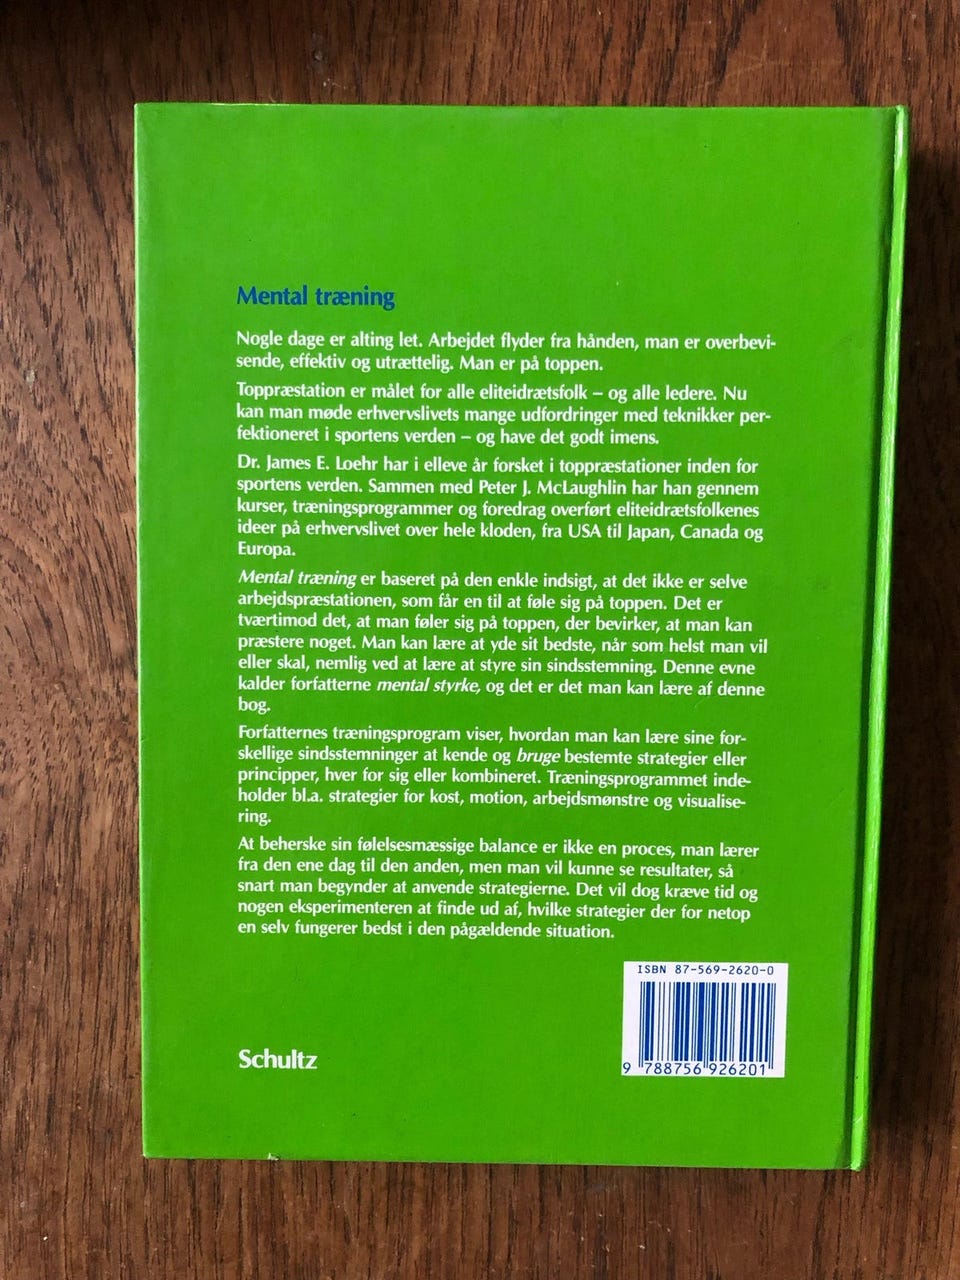 Mental træning
Nogle dage er alting let. Arbejdet flyder fra hånden, man er overbevi-
sende, effektiv og utrættelig. Man er på toppen.
Toppræstation er målet for alle eliteidrætsfolk – og alle ledere. Nu
kan man møde erhvervslivets mange udfordringer med teknikker per-
fektioneret i sportens verden – og have det godt imens.
Dr. James E. Loehr har i elleve år forsket i toppræstationer inden for
sportens verden. Sammen med Peter J. McLaughlin har han gennem
kurser, træningsprogrammer og foredrag overført eliteidrætsfolkenes
ideer på erhvervslivet over hele kloden, fra USA til Japan, Canada og
Europa.
Mental træning er baseret på den enkle indsigt, at det ikke er selve
arbejdspræstationen, som får en til at føle sig på toppen. Det er
tværtimod det, at man føler sig på toppen, der bevirker, at man kan
præstere noget. Man kan lære at yde sit bedste, når som helst man vil
eller skal, nemlig ved at lære at styre sin sindsstemning. Denne evne
kalder forfatterne mental styrke, og det er det man kan lære af denne
bog.
Forfatternes træningsprogram viser, hvordan man kan lære sine for-
skellige sindsstemninger at kende og bruge bestemte strategier eller
principper, hver for sig eller kombineret. Træningsprogrammet inde-
holder bl.a. strategier for kost, motion, arbejdsmønstre og visualise-
ring.
At beherske sin følelsesmæssige balance er ikke en proces, man lærer
fra den ene dag til den anden, men man vil kunne se resultater, så
snart man begynder at anvende strategierne. Det vil dog kræve tid og
nogen eksperimenteren at finde ud af, hvilke strategier der for netop
en selv fungerer bedst i den pågældende situation.
ISBN 87-569-2620-0
9 788756 926201
Schultz